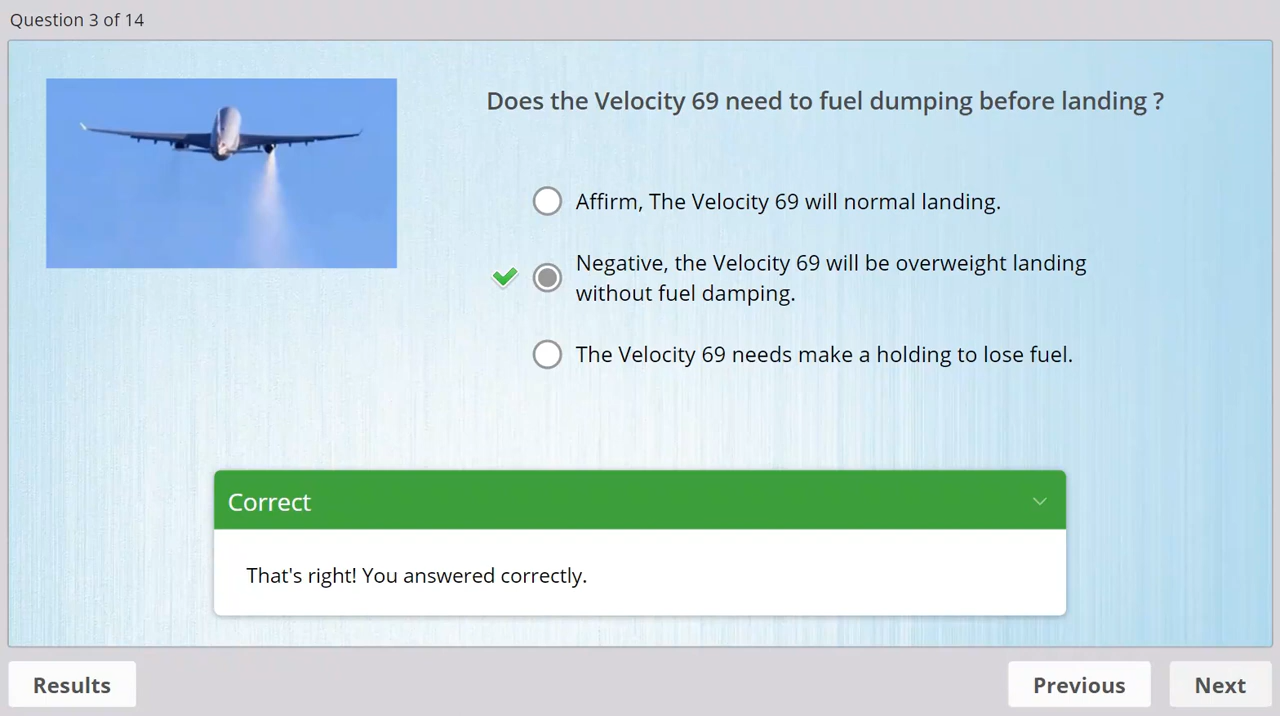 Question 3 of 14
Does the Velocity 69 need to fuel dumping before landing ?
Affirm, The Velocity 69 will normal landing.
Negative, the Velocity 69 will be overweight landing
without fuel damping.
The Velocity 69 needs make a holding to lose fuel.
Correct
That's right! You answered correctly.
Results
Previous
Next